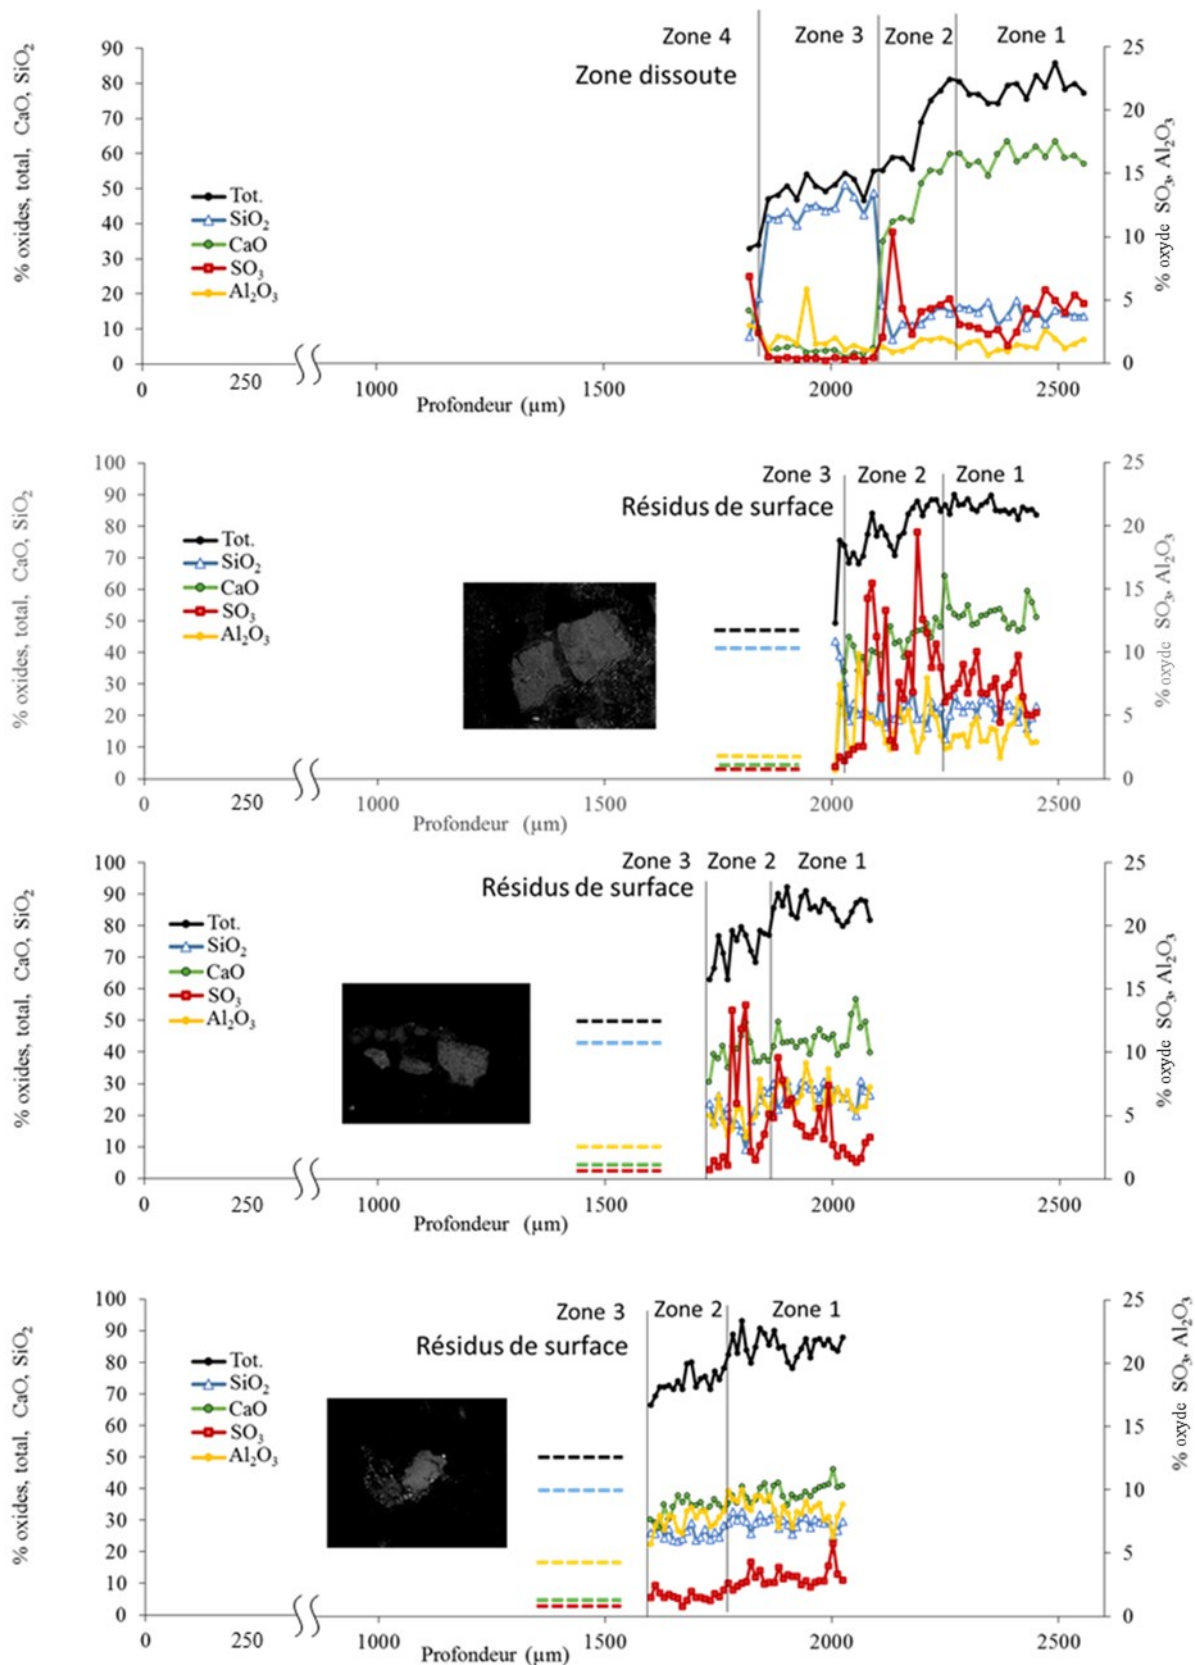 Zone 4 Zone 3 Zone 2 Zone 1
Zone dissoute
% oxides, total, CaO, SiO₂
90
80
70
60
50
40
30
20
10
0
Tot.
SiO₂
CaO
SO₃
Al₂O₃
25
20
15
10
5
0
% oxyde SO₃, Al₂O₃
0 250 1000 1500 2000 2500
Profondeur (µm)
Zone 3 Zone 2 Zone 1
Résidus de surface
% oxides, total, CaO, SiO₂
100
90
80
70
60
50
40
30
20
10
0
Tot.
SiO₂
CaO
SO₃
Al₂O₃
25
20
15
10
5
0
% oxyde SO₃, Al₂O₃
0 250 1000 1500 2000 2500
Profondeur (µm)
Zone 3 Zone 2 Zone 1
Résidus de surface
% oxides, total, CaO, SiO₂
100
90
80
70
60
50
40
30
20
10
0
Tot.
SiO₂
CaO
SO₃
Al₂O₃
25
20
15
10
5
0
% oxyde SO₃, Al₂O₃
0 250 1000 1500 2000 2500
Profondeur (µm)
Zone 3 Zone 2 Zone 1
Résidus de surface
% oxides, total, CaO, SiO₂
100
90
80
70
60
50
40
30
20
10
0
Tot.
SiO₂
CaO
SO₃
Al₂O₃
25
20
15
10
5
0
% oxyde SO₃, Al₂O₃
0 250 1000 1500 2000 2500
Profondeur (µm)